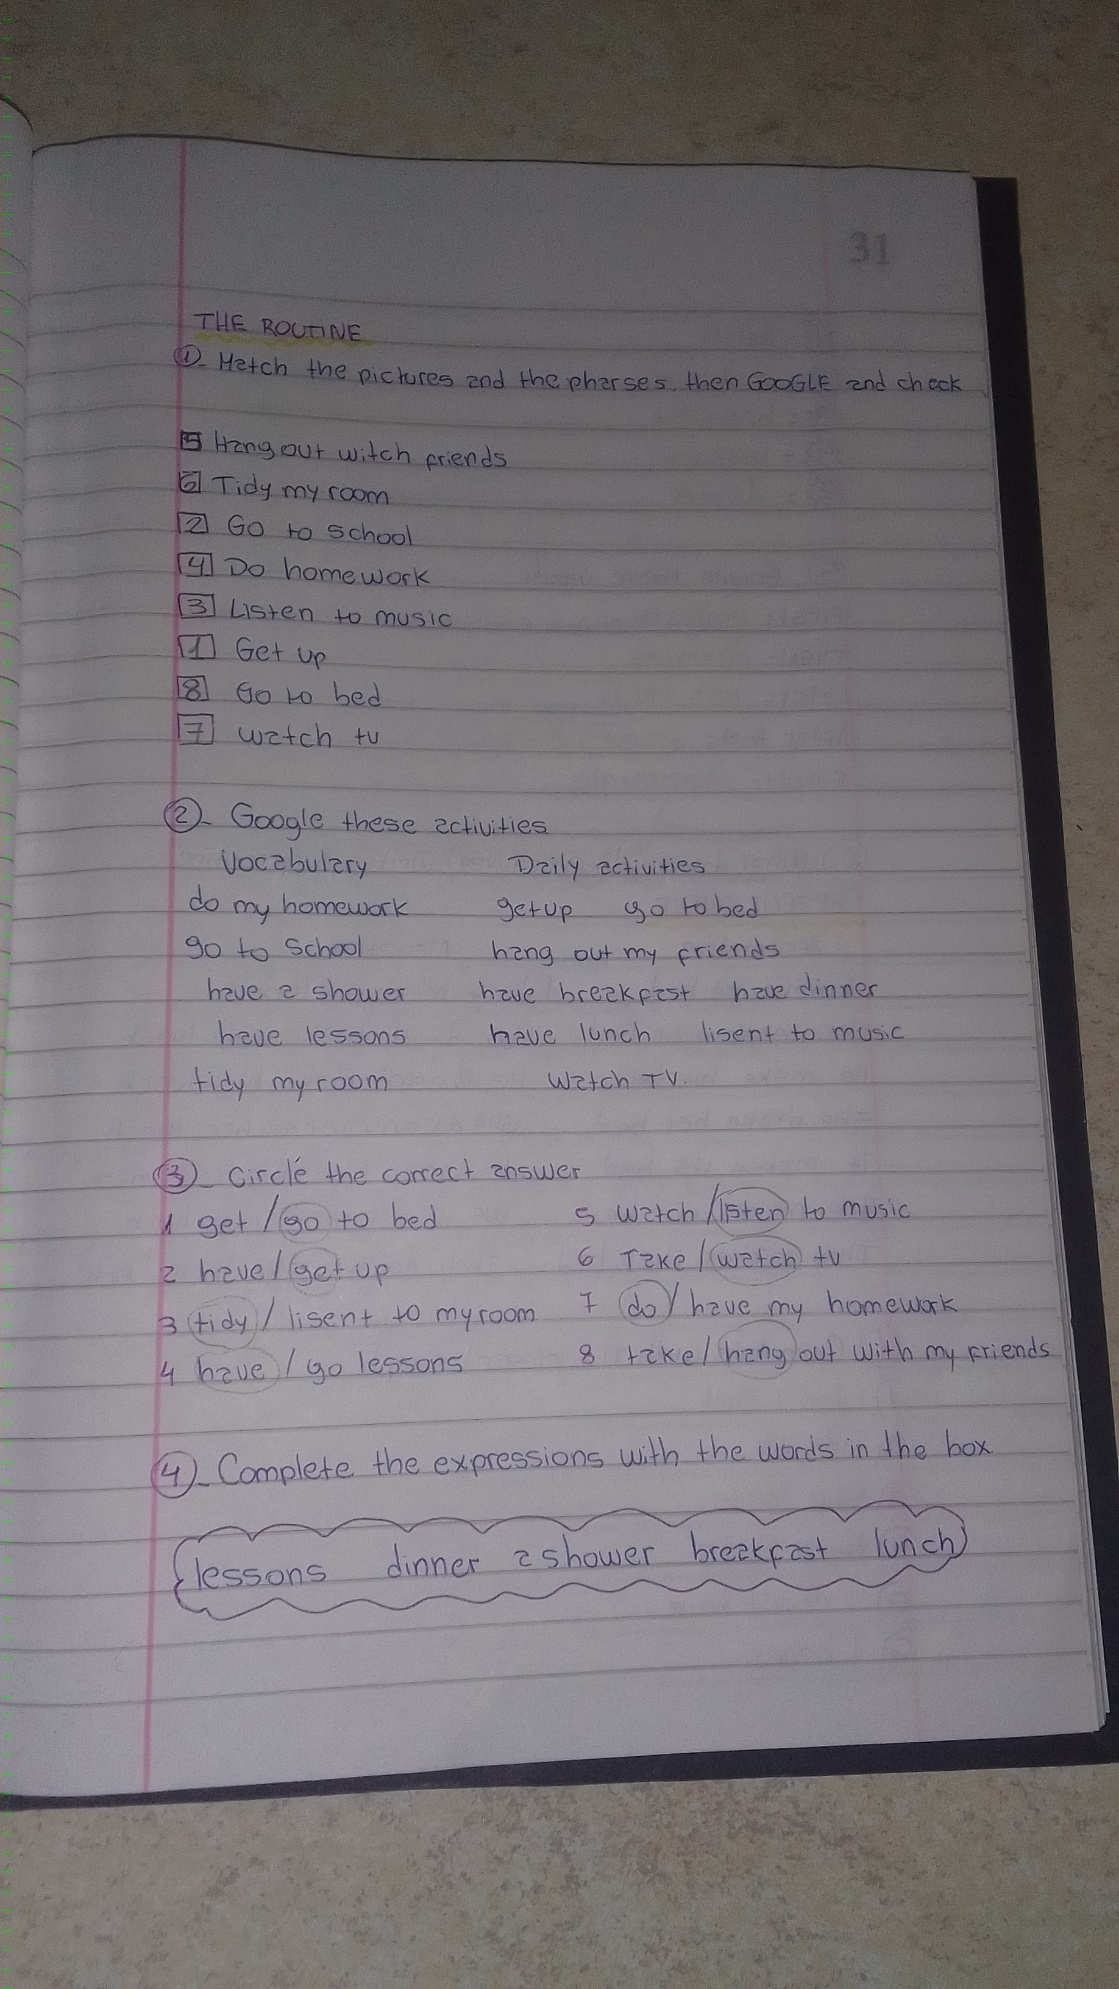 31
THE ROUTINE
①- Match the pictures and the pharses. then GOOGLE and check
5 Hang out witch friends
6 Tidy my room
2 Go to school
4 Do homework
3 Listen to music
1 Get up
8 Go to bed
7 watch tv
②- Google these activities
Vocabulary Daily activities
do my homework get up go to bed
go to school hang out my friends
have a shower have breakfast have dinner
have lessons have lunch lisent to music
tidy my room Watch TV.
③- Circle the correct answer
1 get / go to bed 5 watch / listen to music
2 have / get up 6 Take / watch tv
3 tidy / lisent to my room 7 do / have my homework
4 have / go lessons 8 take / hang out with my friends
④- Complete the expressions with the words in the box
lessons dinner a shower breakfast lunch